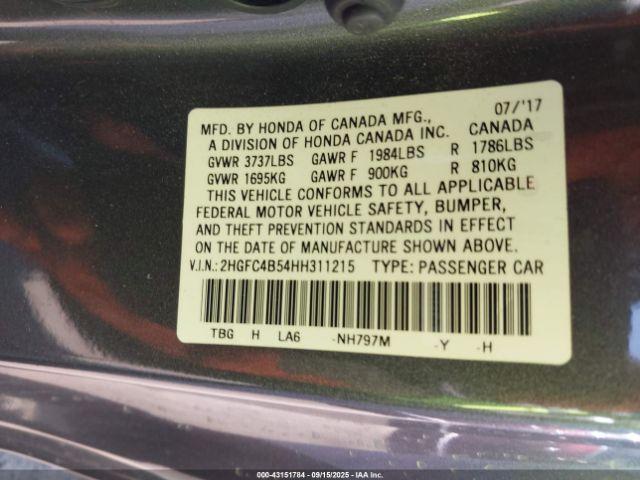 07/'17
MFD. BY HONDA OF CANADA MFG., CANADA
A DIVISION OF HONDA CANADA INC.
GVWR 3737LBS GAWR F 1984LBS R 1786LBS
GVWR 1695KG GAWR F 900KG R 810KG
THIS VEHICLE CONFORMS TO ALL APPLICABLE
FEDERAL MOTOR VEHICLE SAFETY, BUMPER,
AND THEFT PREVENTION STANDARDS IN EFFECT
ON THE DATE OF MANUFACTURE SHOWN ABOVE.
V.I.N.: 2HGFC4B54HH311215 TYPE: PASSENGER CAR
TBG H LA6 -NH797M -Y -H
00-43151784 - 09/15/2025 - IAA Inc.